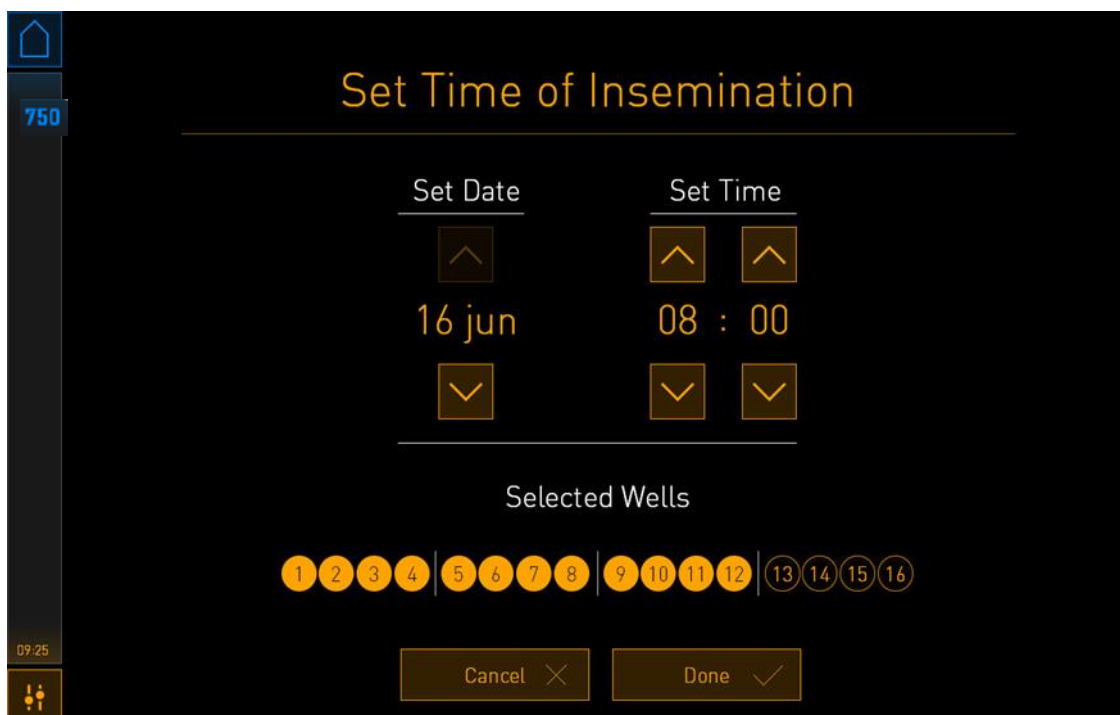 Set Time of Insemination
750
Set Date Set Time
16 jun 08 : 00
Selected Wells
1 2 3 4 5 6 7 8 9 10 11 12 13 14 15 16
09:25
Cancel Done